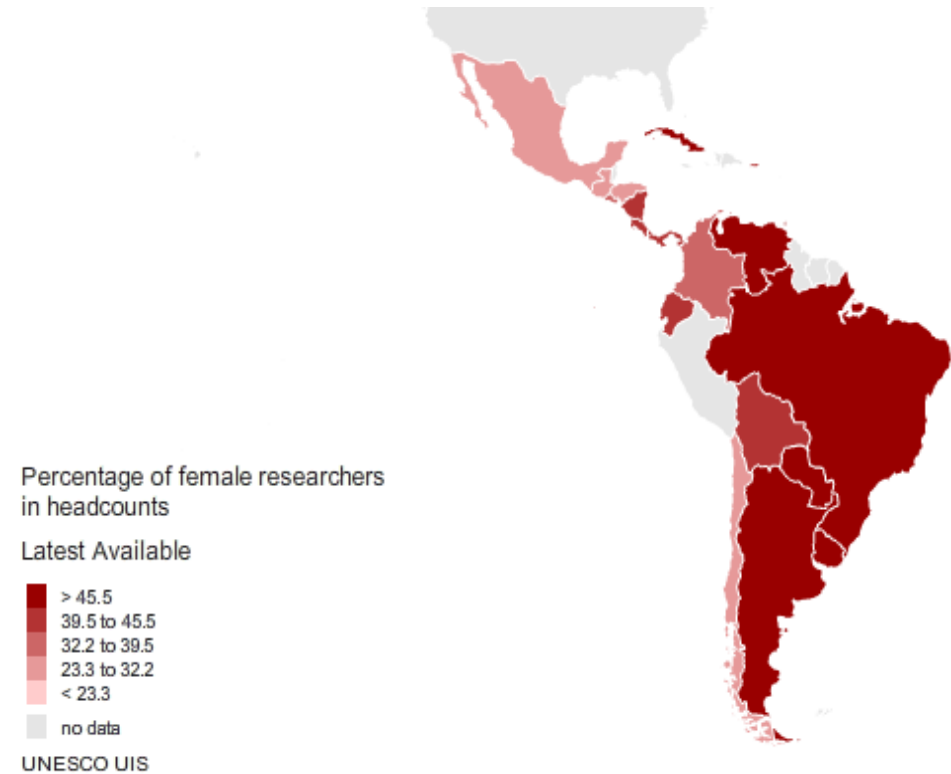 Percentage of female researchers
in headcounts
Latest Available
> 45.5
39.5 to 45.5
32.2 to 39.5
23.3 to 32.2
< 23.3
no data
UNESCO UIS